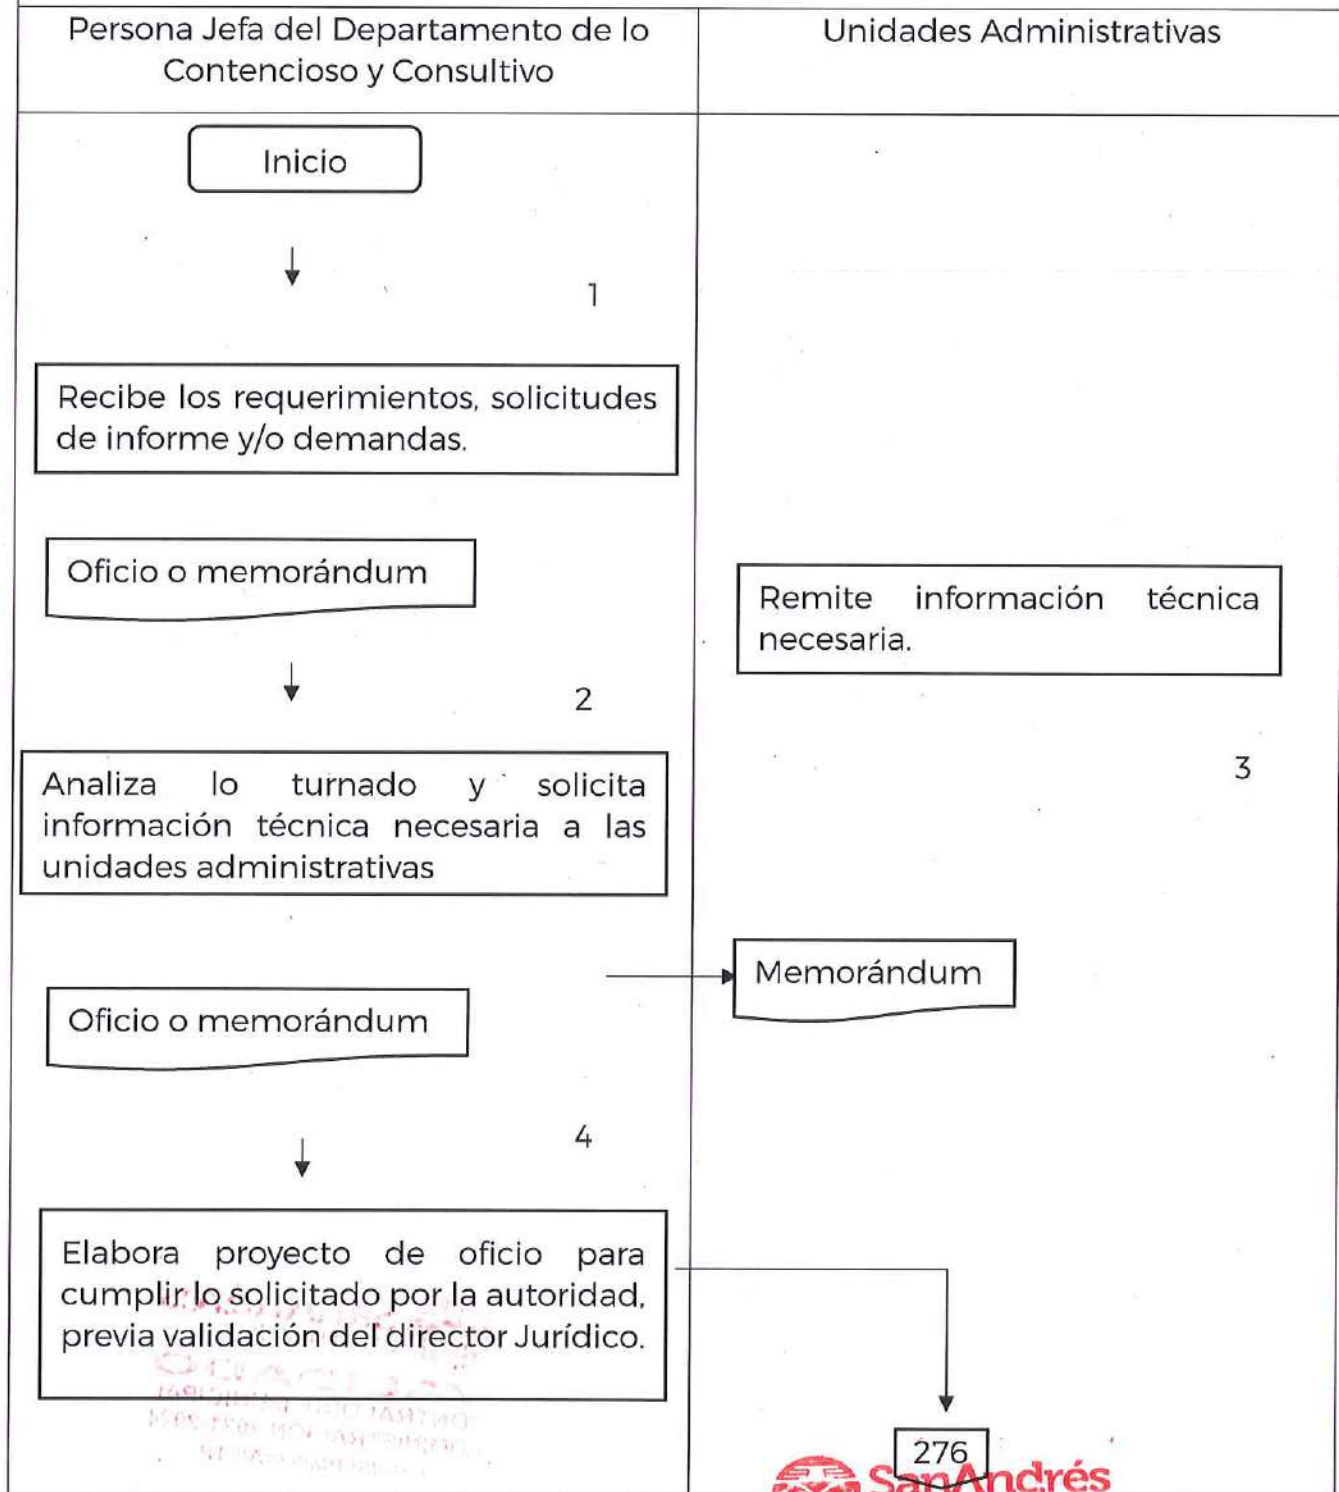 Persona Jefa del Departamento de lo
Contencioso y Consultivo
Unidades Administrativas
Inicio
1
Recibe los requerimientos, solicitudes
de informe y/o demandas.
Oficio o memorándum
Remite información técnica
necesaria.
2
3
Analiza lo turnado y solicita
información técnica necesaria a las
unidades administrativas
Memorándum
Oficio o memorándum
4
Elabora proyecto de oficio para
cumplir lo solicitado por la autoridad,
previa validación del director Jurídico.
276
SanAndrés